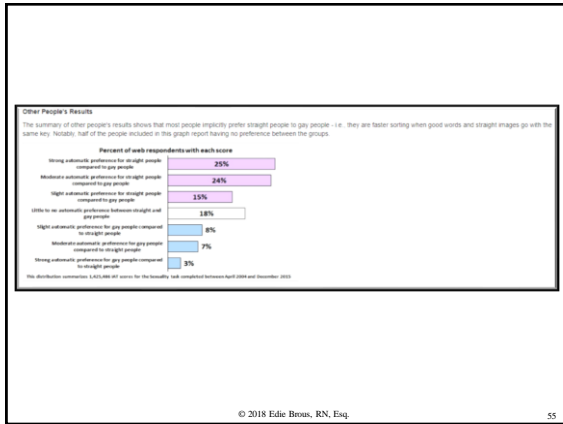 Other People's Results
The summary of other people's results shows that most people implicitly prefer straight people to gay people - i.e., they are faster sorting when good words and straight images go with the
same key. Notably, half of the people included in this graph report having no preference between the groups.
Percent of web respondents with each score
Strong automatic preference for straight people
compared to gay people
25%
Moderate automatic preference for straight people
compared to gay people
24%
Slight automatic preference for straight people
compared to gay people
15%
Little to no automatic preference between straight and
gay people
18%
Slight automatic preference for gay people compared
to straight people
8%
Moderate automatic preference for gay people
compared to straight people
7%
Strong automatic preference for gay people compared
to straight people
3%
This distribution summarizes IAT scores for the Sexuality task completed between April 2004 and December 2015
© 2018 Edie Brous, RN, Esq.
55